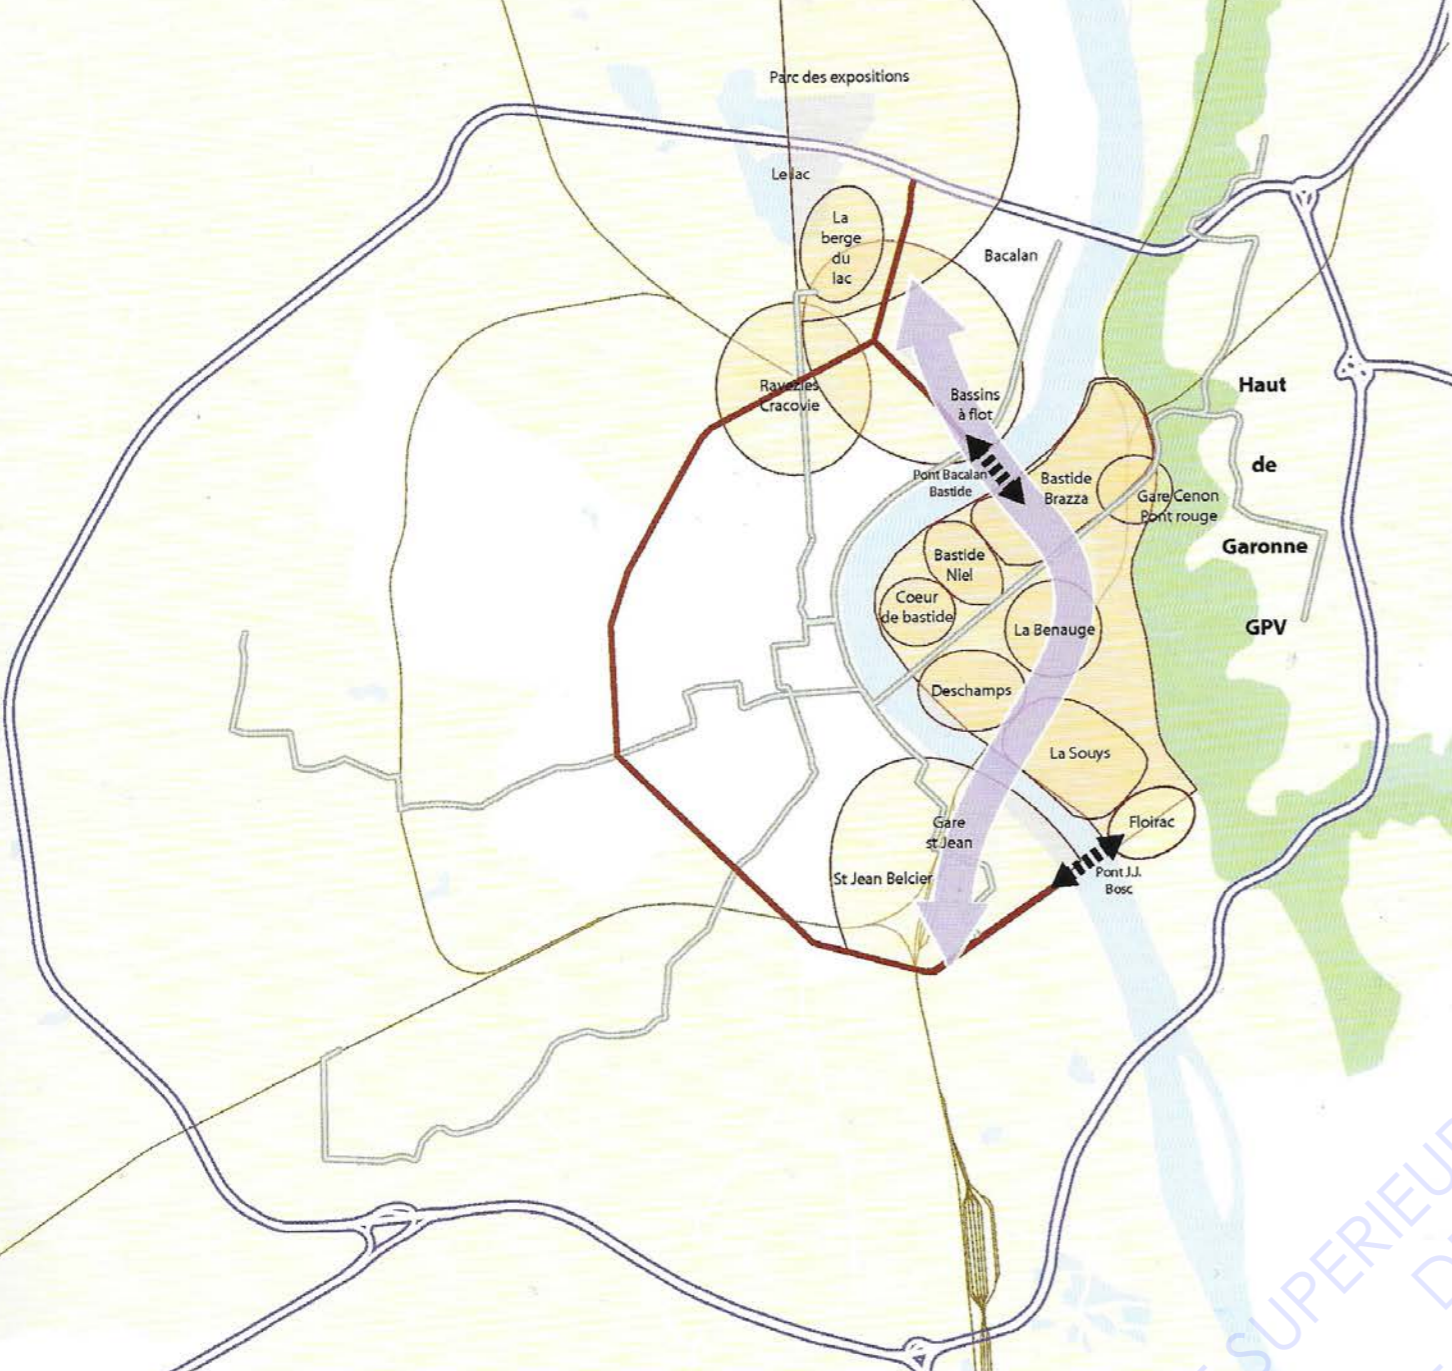 Parc des expositions
Le lac
La
berge
du
lac
Bacalan
Ravezies
Cracovie
Bassins
à flot
Haut
de
Garonne
GPV
Pont Bacalan
Bastide
Bastide
Brazza
Gare Cenon
Pont rouge
Bastide
Niel
Coeur
de bastide
La Benauge
Deschamps
La Souys
Gare
st Jean
Floirac
St Jean Belcier
Pont J.J.
Bosc
SUPERIEUR